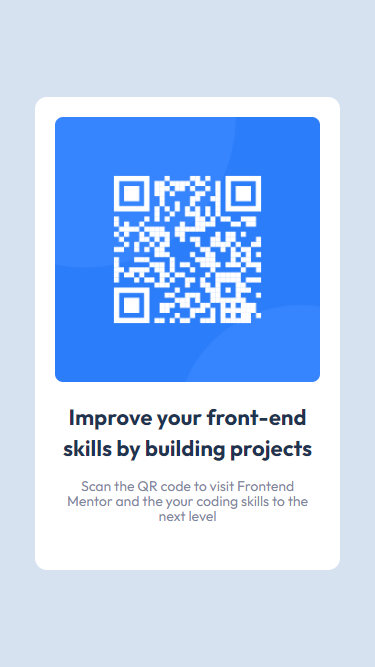 Improve your front-end
skills by building projects
Scan the QR code to visit Frontend
Mentor and the your coding skills to the
next level